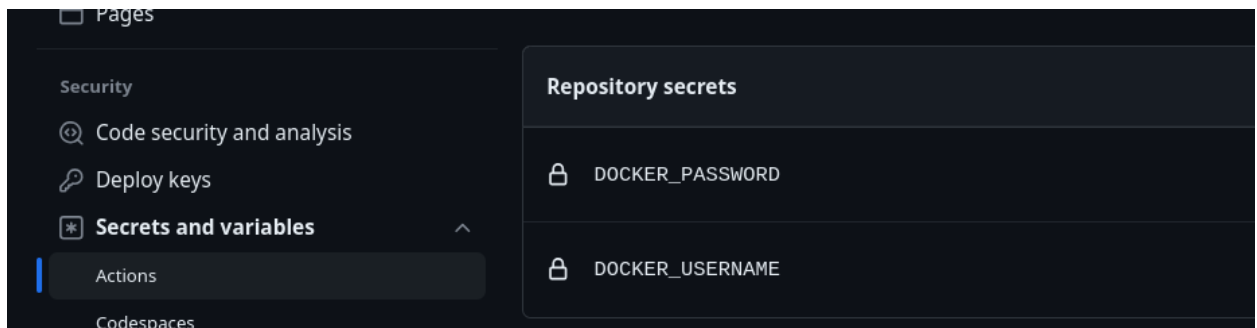 Pages
Security
Code security and analysis
Deploy keys
Secrets and variables
Actions
Codespaces
Repository secrets
DOCKER_PASSWORD
DOCKER_USERNAME